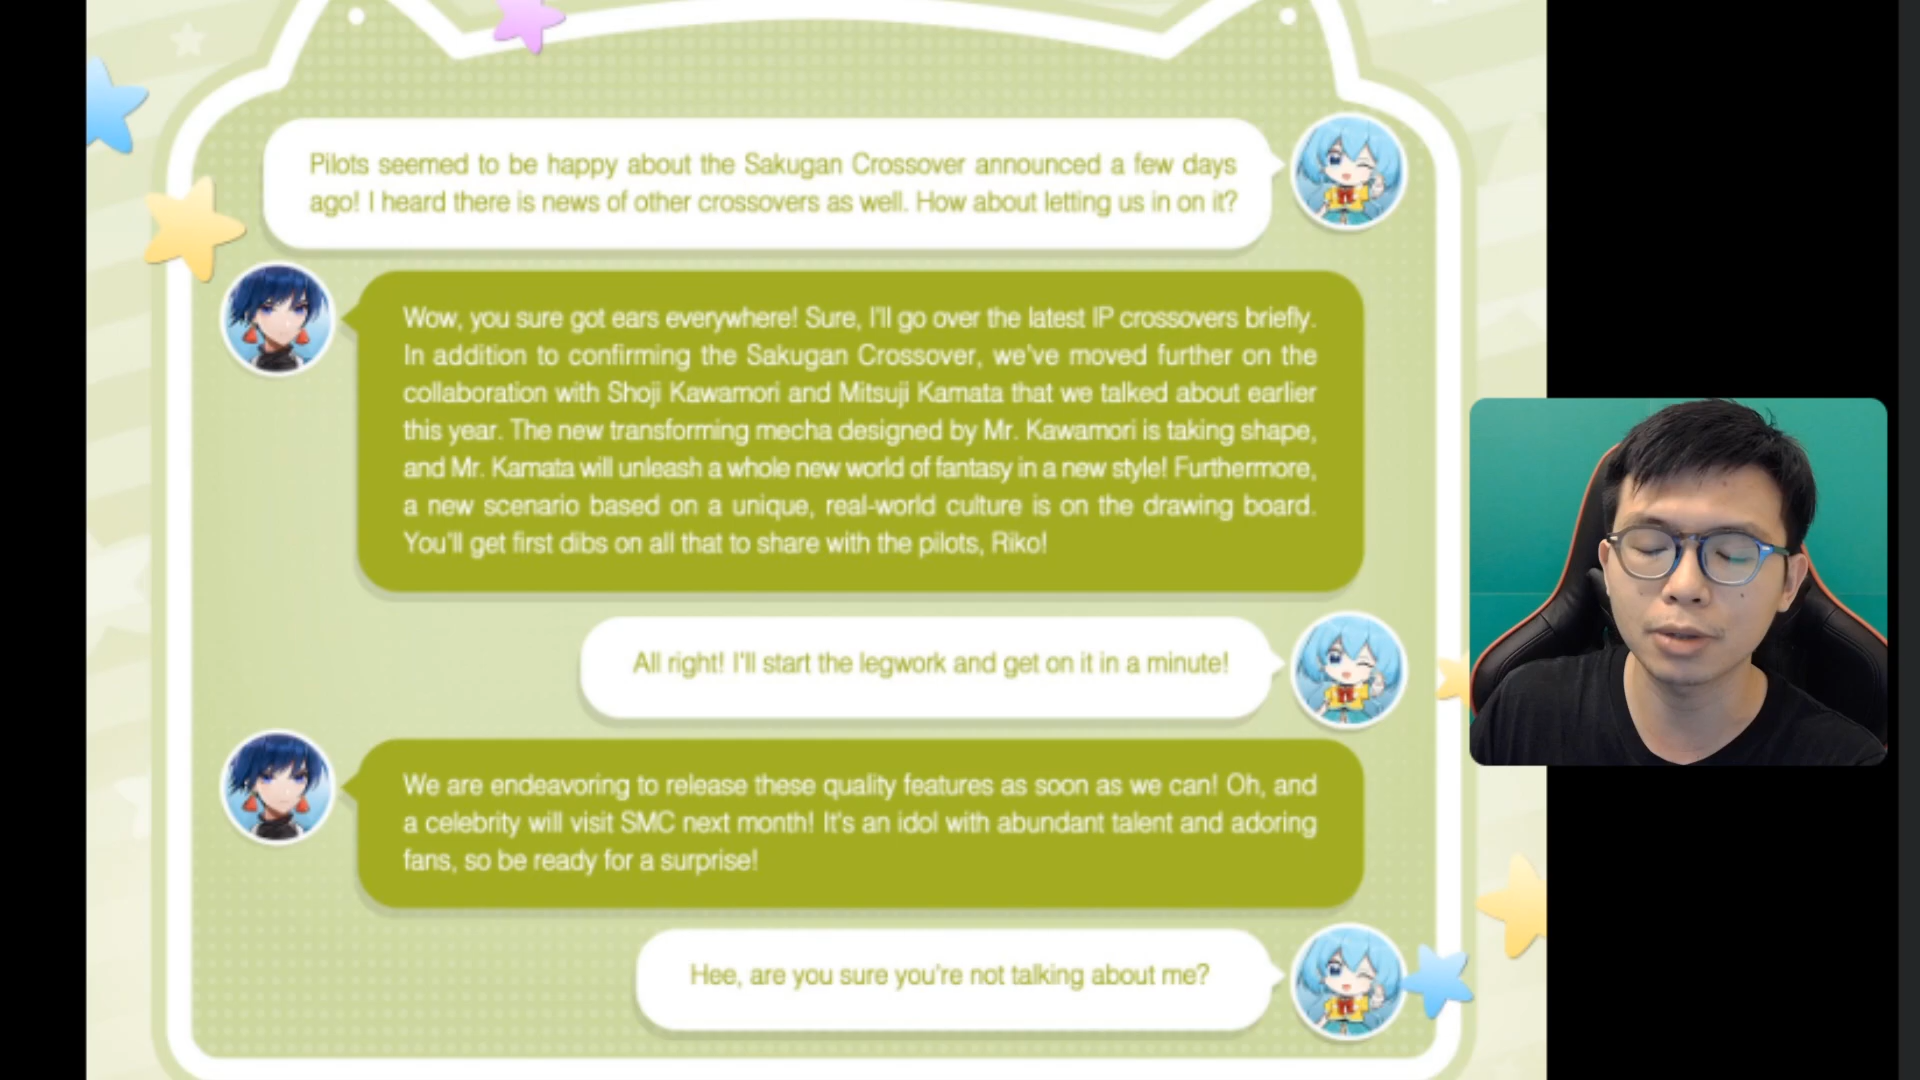 Pilots seemed to be happy about the Sakugan Crossover announced a few days
ago! I heard there is news of other crossovers as well. How about letting us in on it?
Wow, you sure got ears everywhere! Sure, I'll go over the latest IP crossovers briefly.
In addition to confirming the Sakugan Crossover, we've moved further on the
collaboration with Shoji Kawamori and Mitsuji Kamata that we talked about earlier
this year. The new transforming mecha designed by Mr. Kawamori is taking shape,
and Mr. Kamata will unleash a whole new world of fantasy in a new style! Furthermore,
a new scenario based on a unique, real-world culture is on the drawing board.
You'll get first dibs on all that to share with the pilots, Riko!
All right! I'll start the legwork and get on it in a minute!
We are endeavoring to release these quality features as soon as we can! Oh, and
a celebrity will visit SMC next month! It's an idol with abundant talent and adoring
fans, so be ready for a surprise!
Hee, are you sure you're not talking about me?